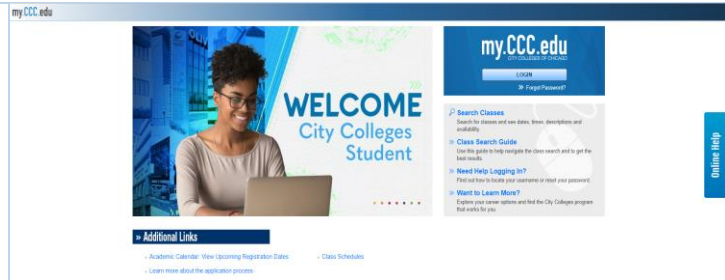 my.CCC.edu
WELCOME
City Colleges
Student
my.CCC.edu
CITY COLLEGES OF CHICAGO
LOGIN
» Forgot Password?
Search Classes
Search for classes and see dates, times, descriptions and
availability.
» Class Search Guide
Use this guide to help navigate the class search and to get the
best results.
» Need Help Logging In?
Find out how to locate your username or reset your password.
» Want to Learn More?
Explore your career options and find the City Colleges program
that works for you.
Online Help
» Additional Links
Academic Calendar: View Upcoming Registration Dates
Class Schedules
Learn more about the application process